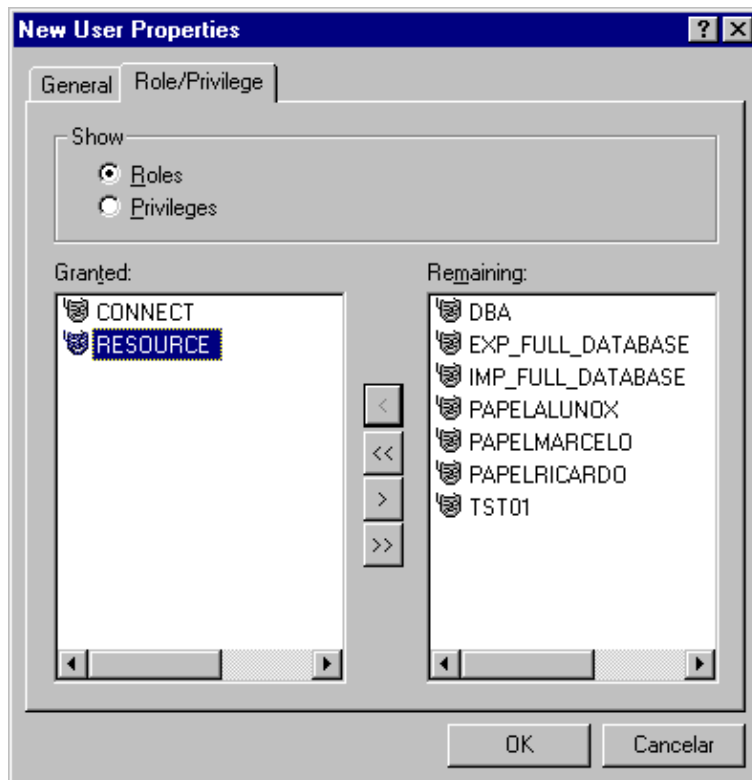 New User Properties
General Role/Privilege
Show
Roles
Privileges
Granted: Remaining:
CONNECT DBA
RESOURCE EXP_FULL_DATABASE
IMP_FULL_DATABASE
< PAPELALUNOX
<< PAPELMARCELO
> PAPELRICARDO
>> TST01
OK Cancelar